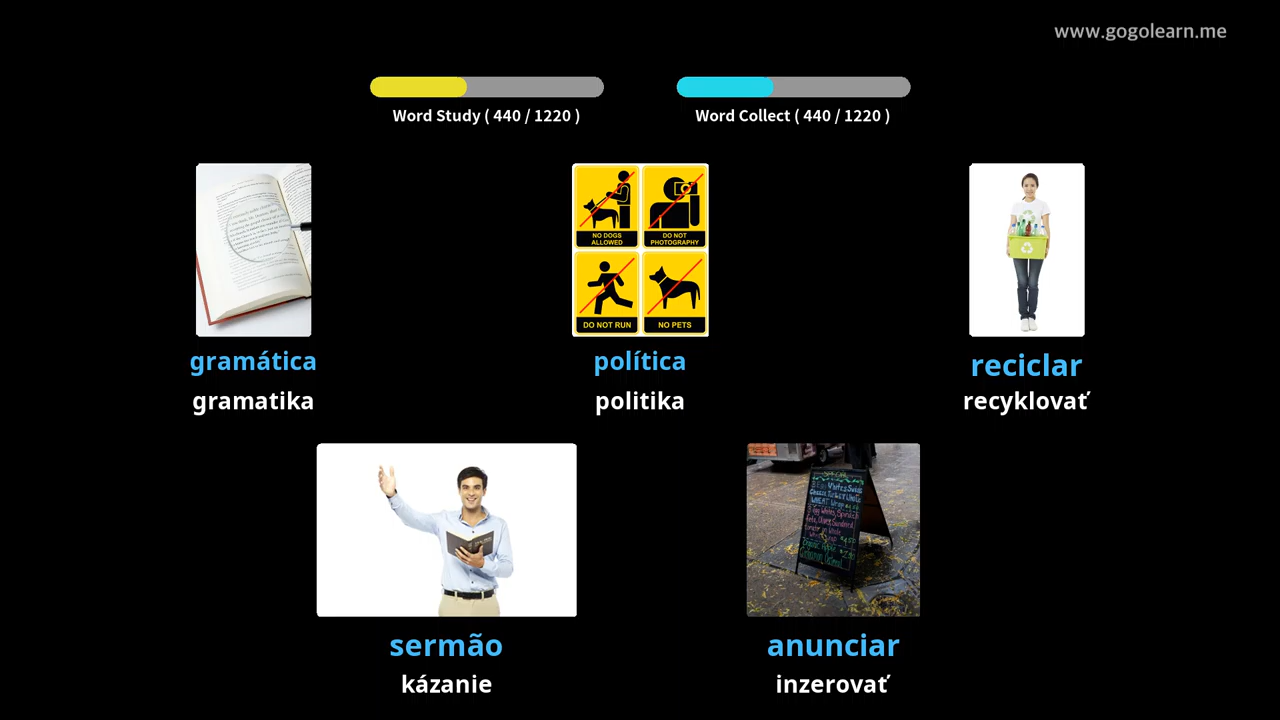 www.gogolearn.me
Word Study ( 440 / 1220 )
Word Collect ( 440 / 1220 )
NO DOGS
ALLOWED
DO NOT
PHOTOGRAPHY
DO NOT RUN
NO PETS
gramática
política
reciclar
gramatika
politika
recyklovať
sermão
anunciar
kázanie
inzerovať